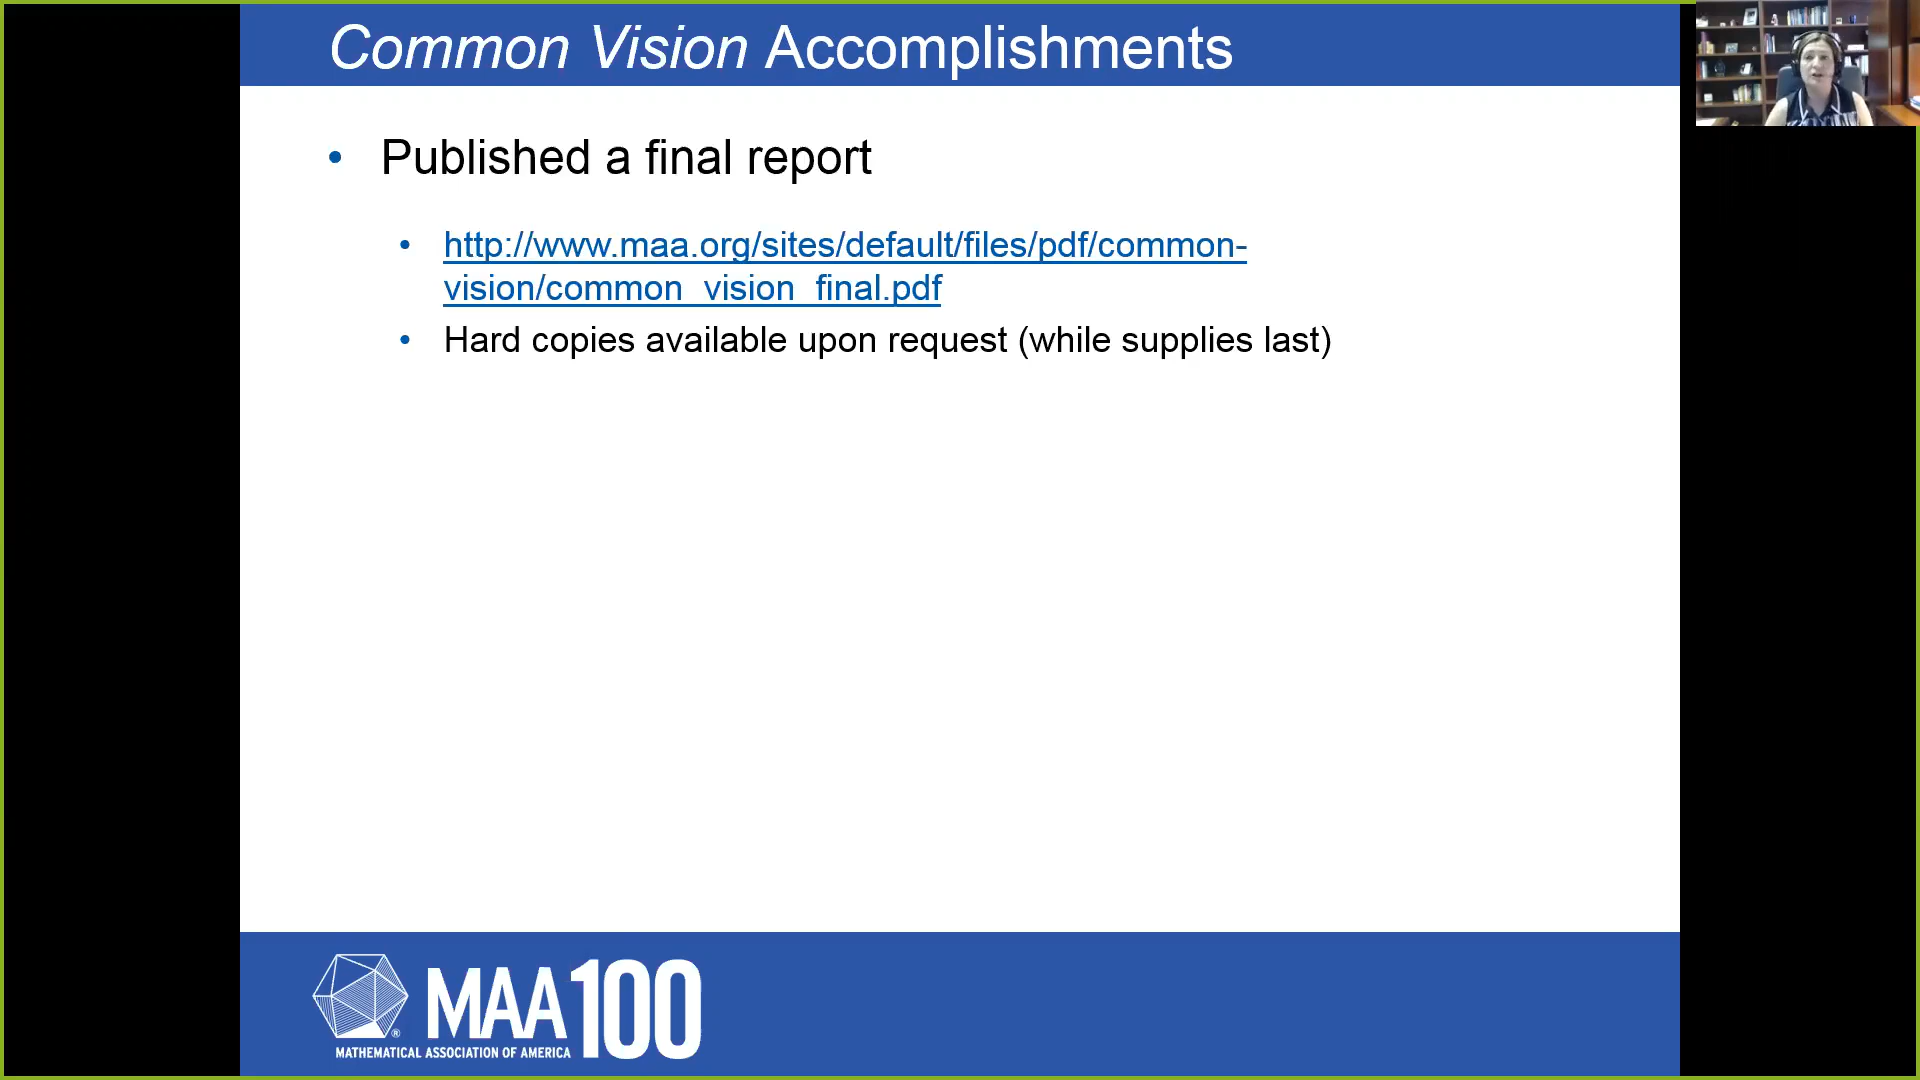 Common Vision Accomplishments
• Published a final report
• http://www.maa.org/sites/default/files/pdf/common-
vision/common_vision_final.pdf
• Hard copies available upon request (while supplies last)
MAA100
®
MATHEMATICAL ASSOCIATION OF AMERICA